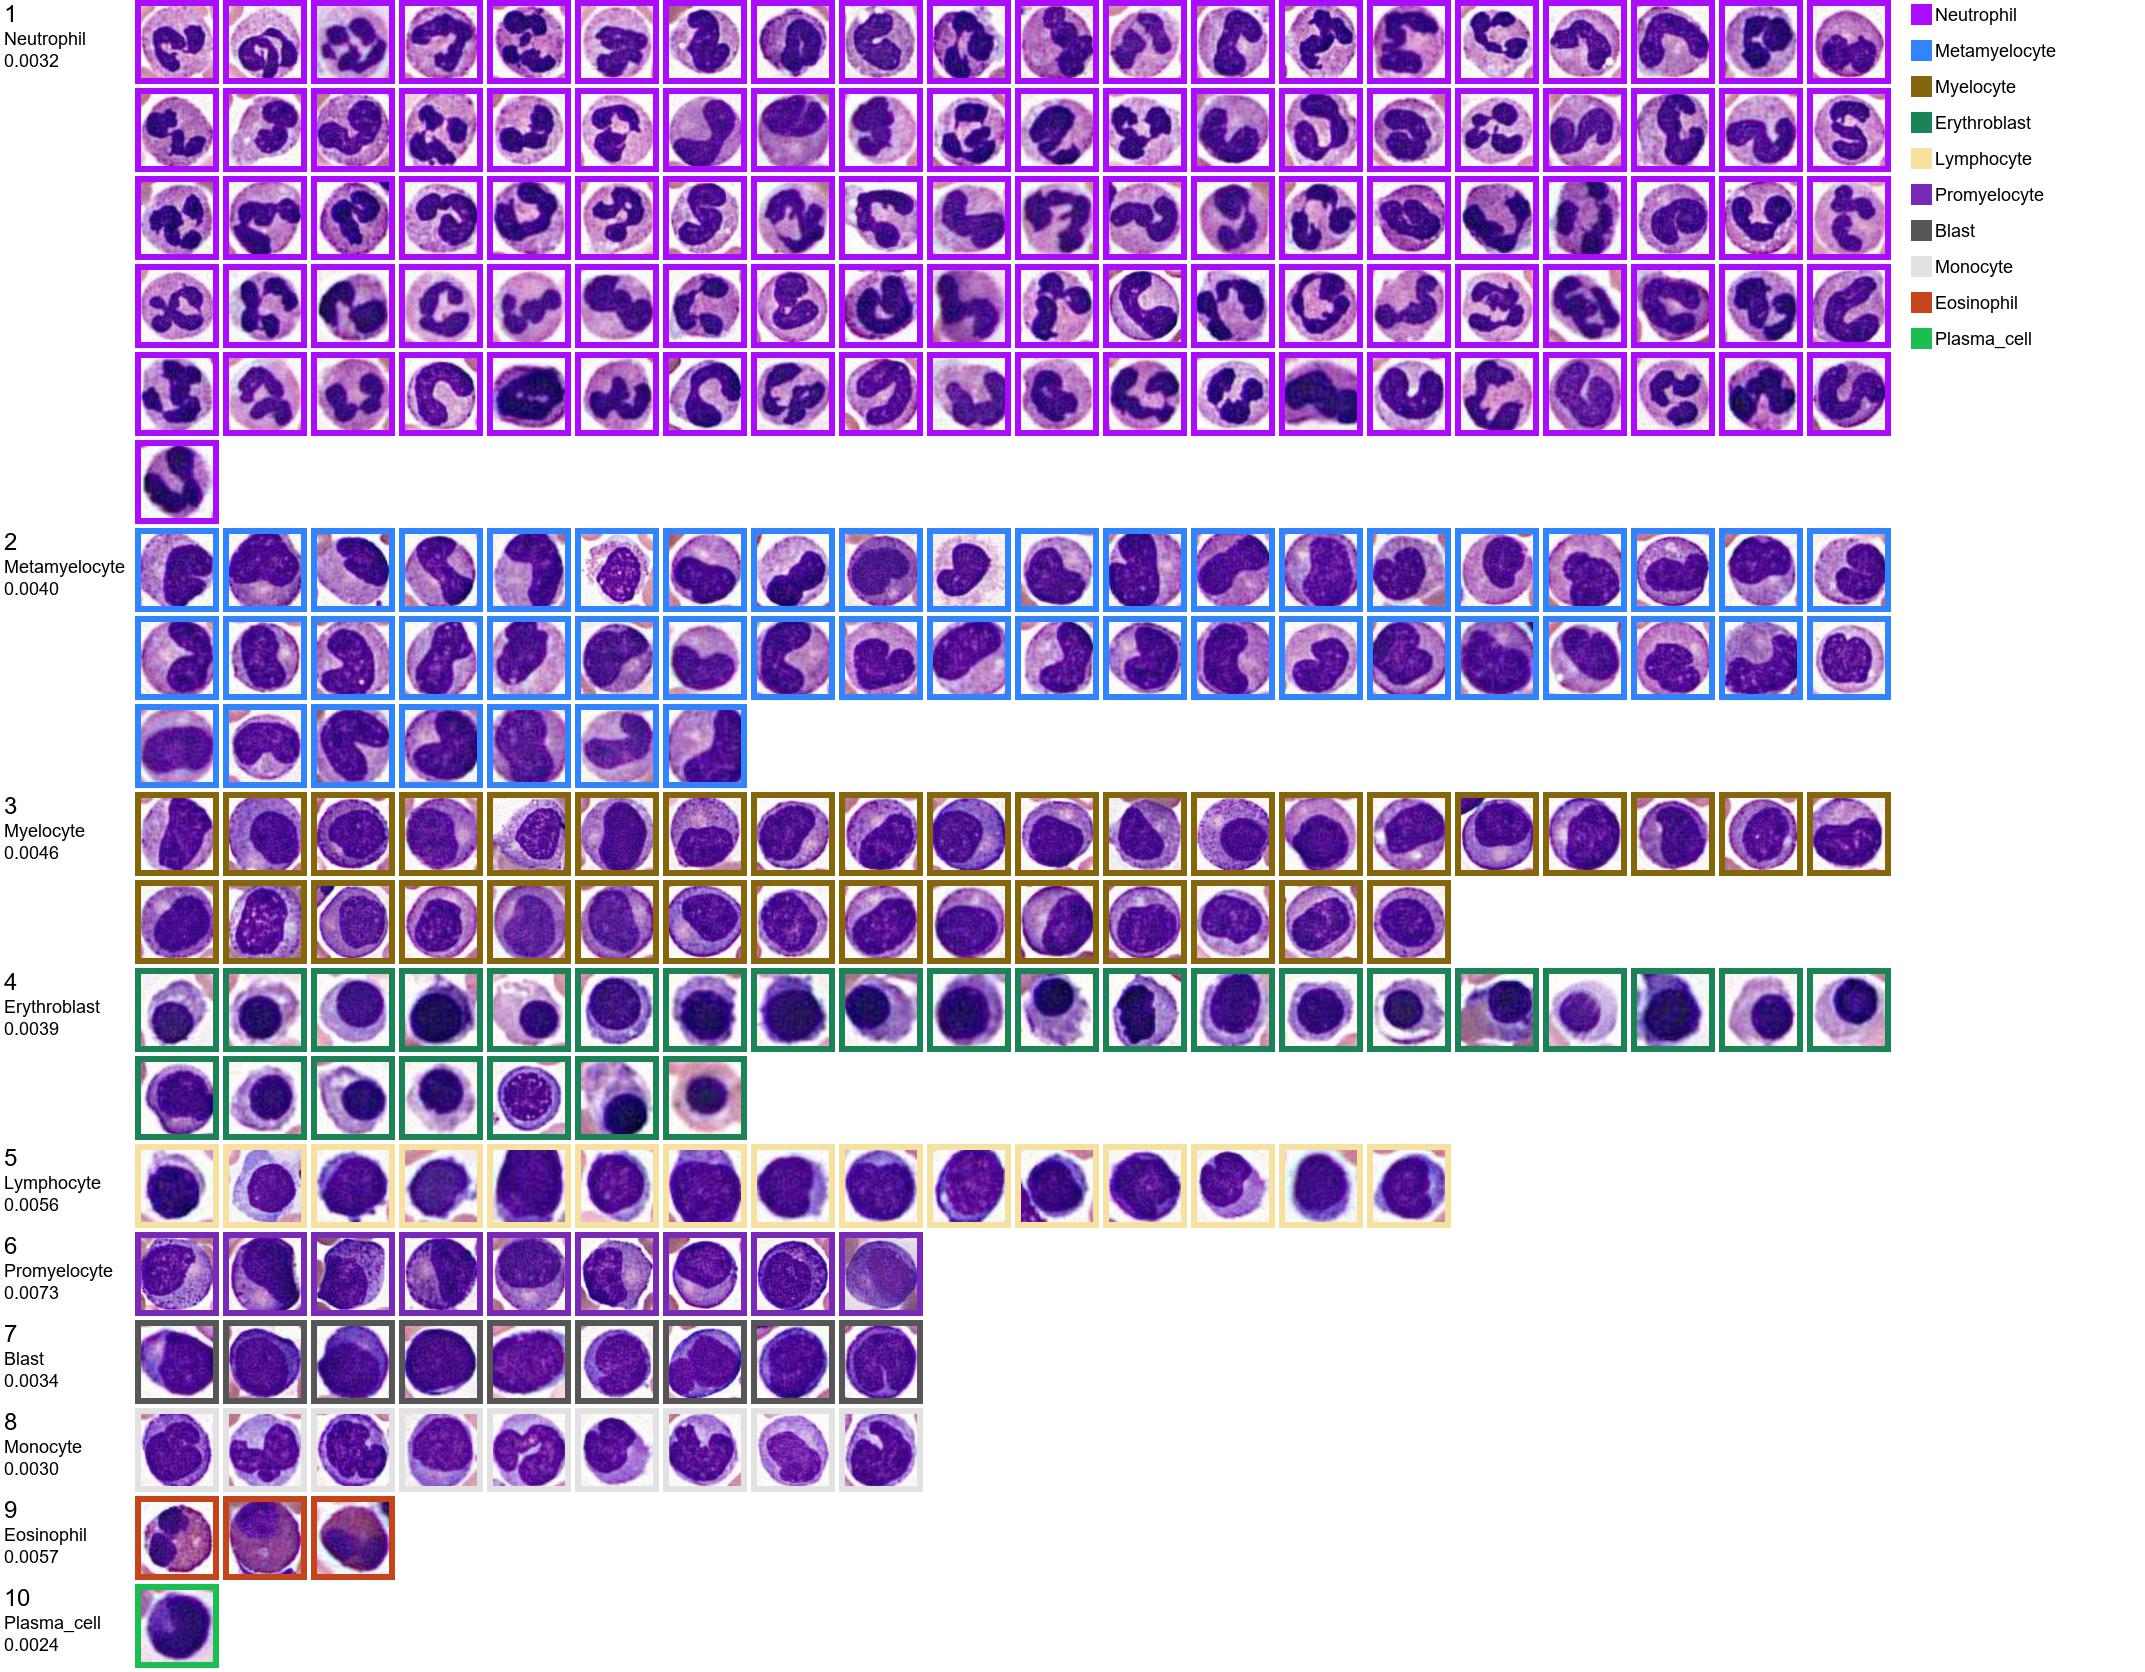 1
Neutrophil
0.0032
2
Metamyelocyte
0.0040
3
Myelocyte
0.0046
4
Erythroblast
0.0039
5
Lymphocyte
0.0056
6
Promyelocyte
0.0073
7
Blast
0.0034
8
Monocyte
0.0030
9
Eosinophil
0.0057
10
Plasma_cell
0.0024
Neutrophil
Metamyelocyte
Myelocyte
Erythroblast
Lymphocyte
Promyelocyte
Blast
Monocyte
Eosinophil
Plasma_cell